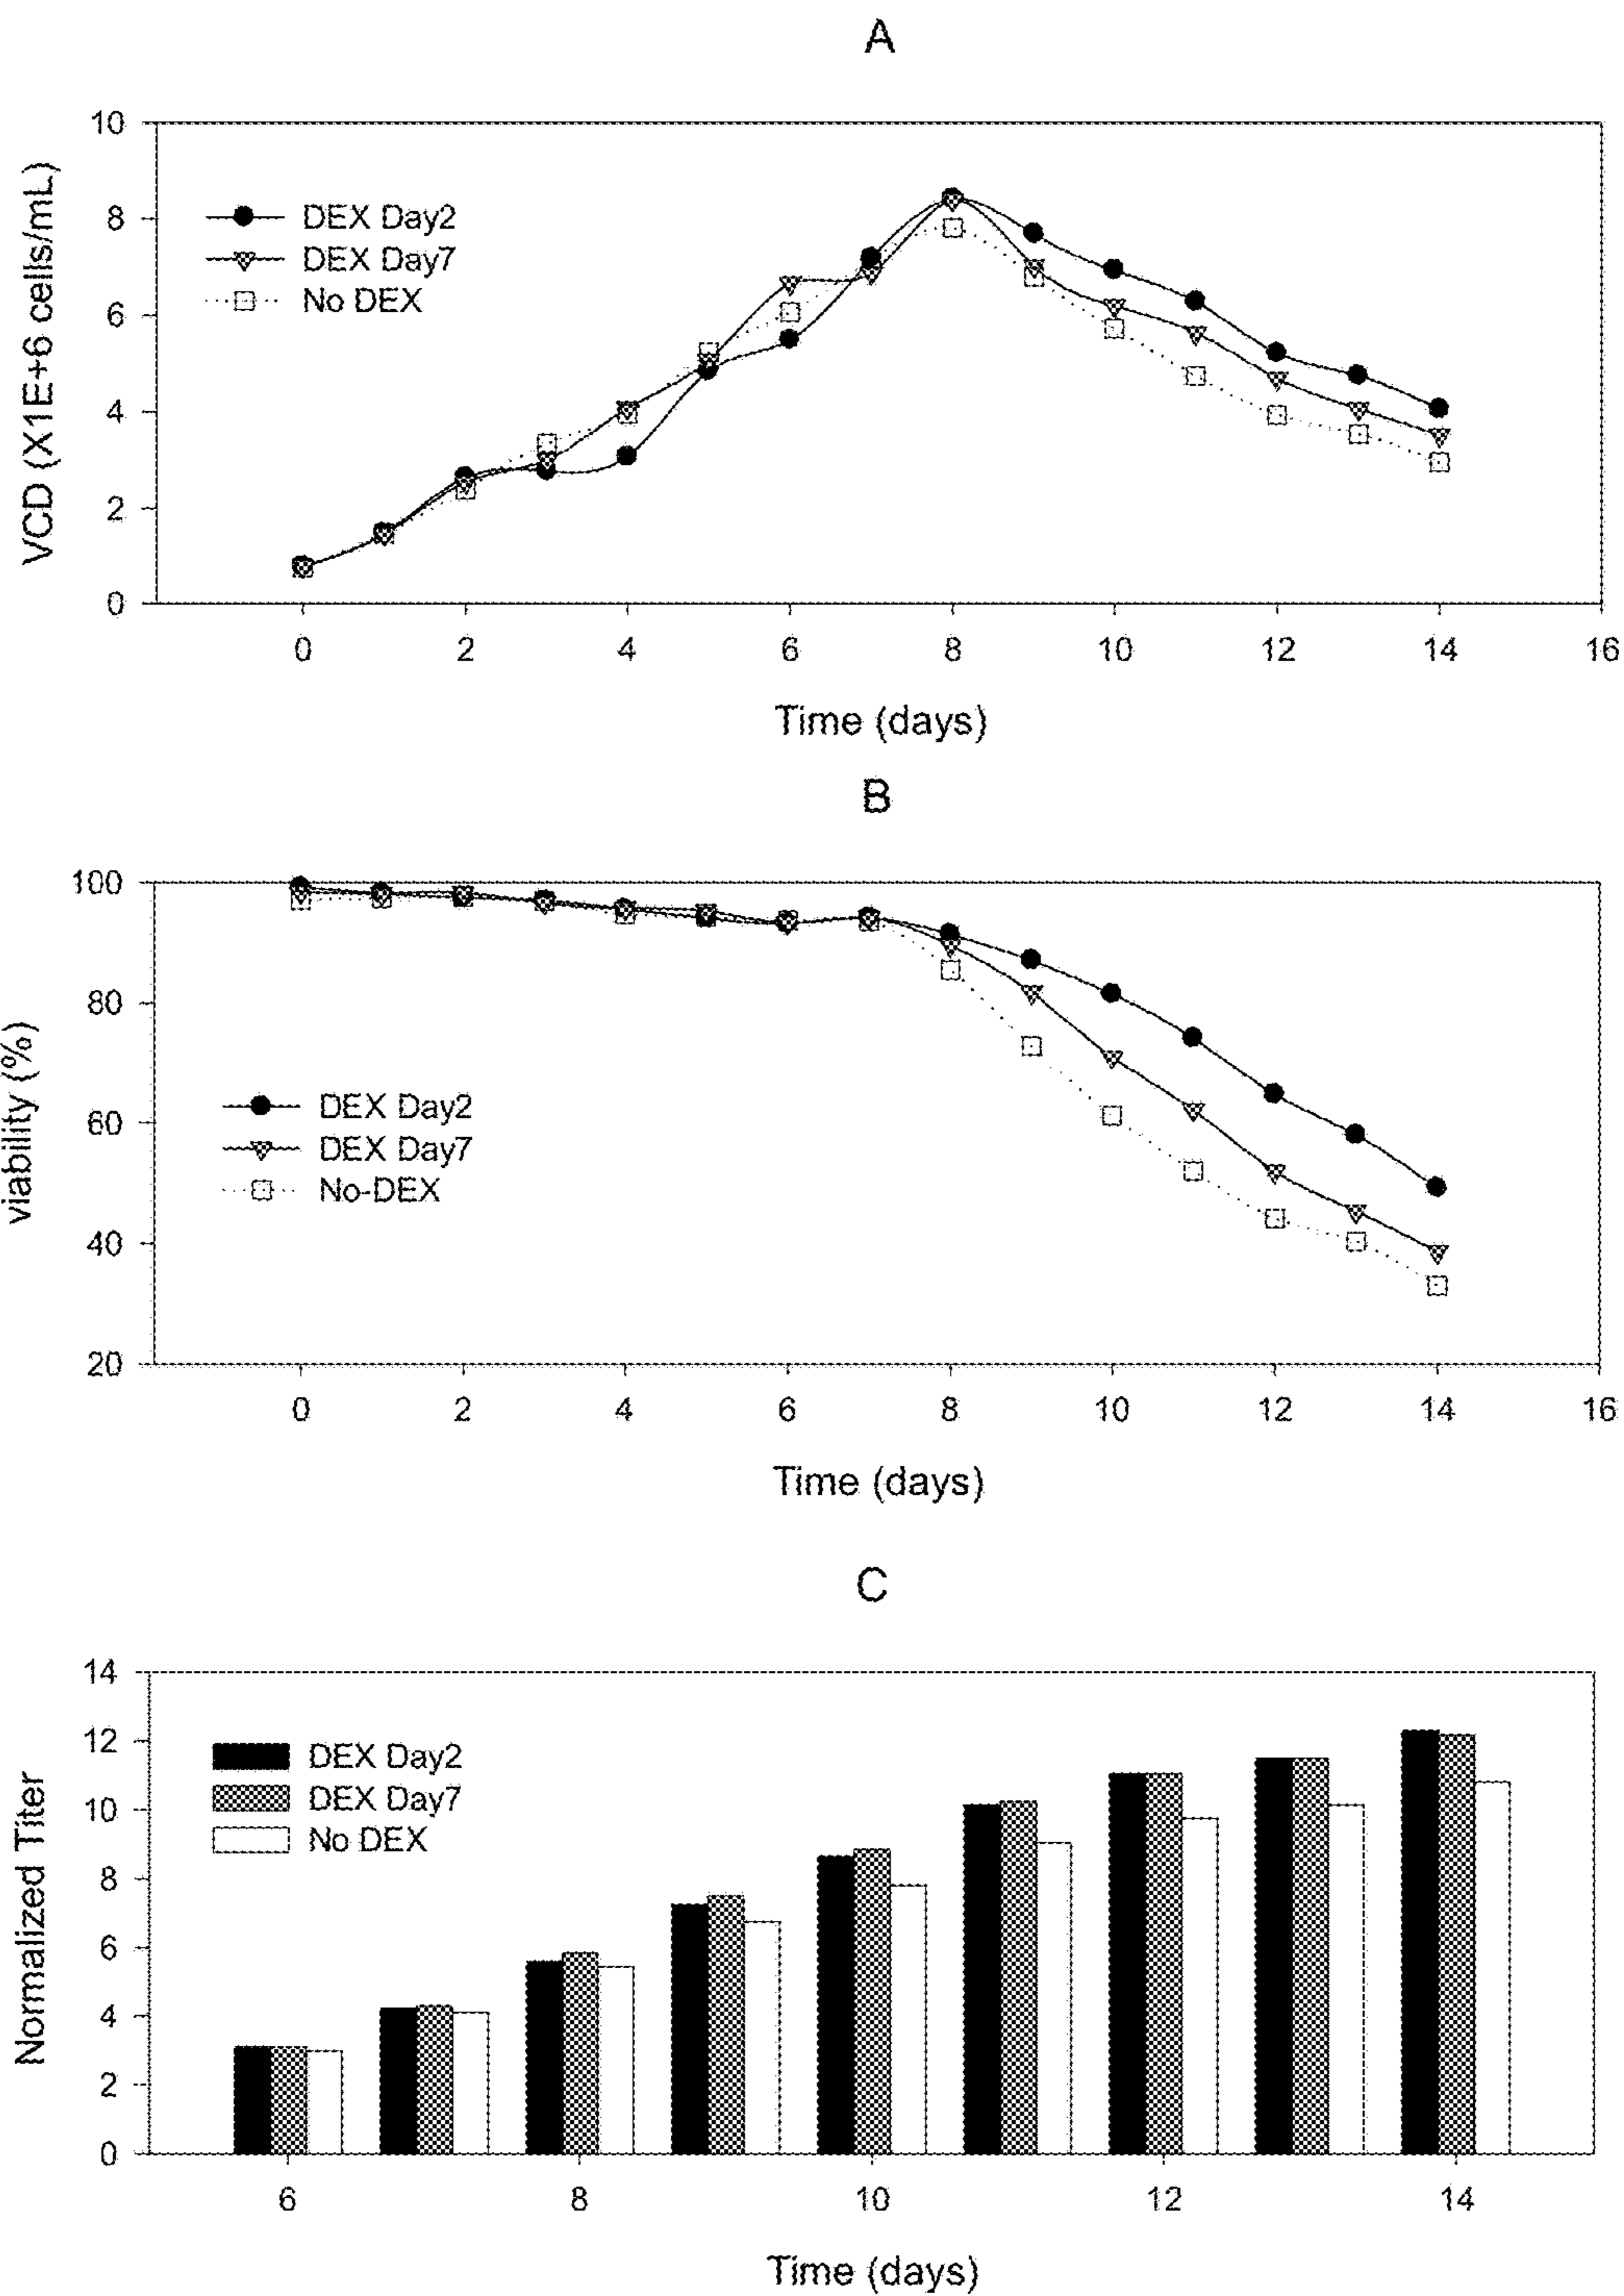 A
10
8
6
4
2
0
VCD (X1E+6 cells/mL)
DEX Day2
DEX Day7
No DEX
0 2 4 6 8 10 12 14 16
Time (days)
B
100
80
60
40
20
viability (%)
DEX Day2
DEX Day7
No-DEX
0 2 4 6 8 10 12 14 16
Time (days)
C
14
12
10
8
6
4
2
0
Normalized Titer
DEX Day2
DEX Day7
No DEX
6 8 10 12 14
Time (days)